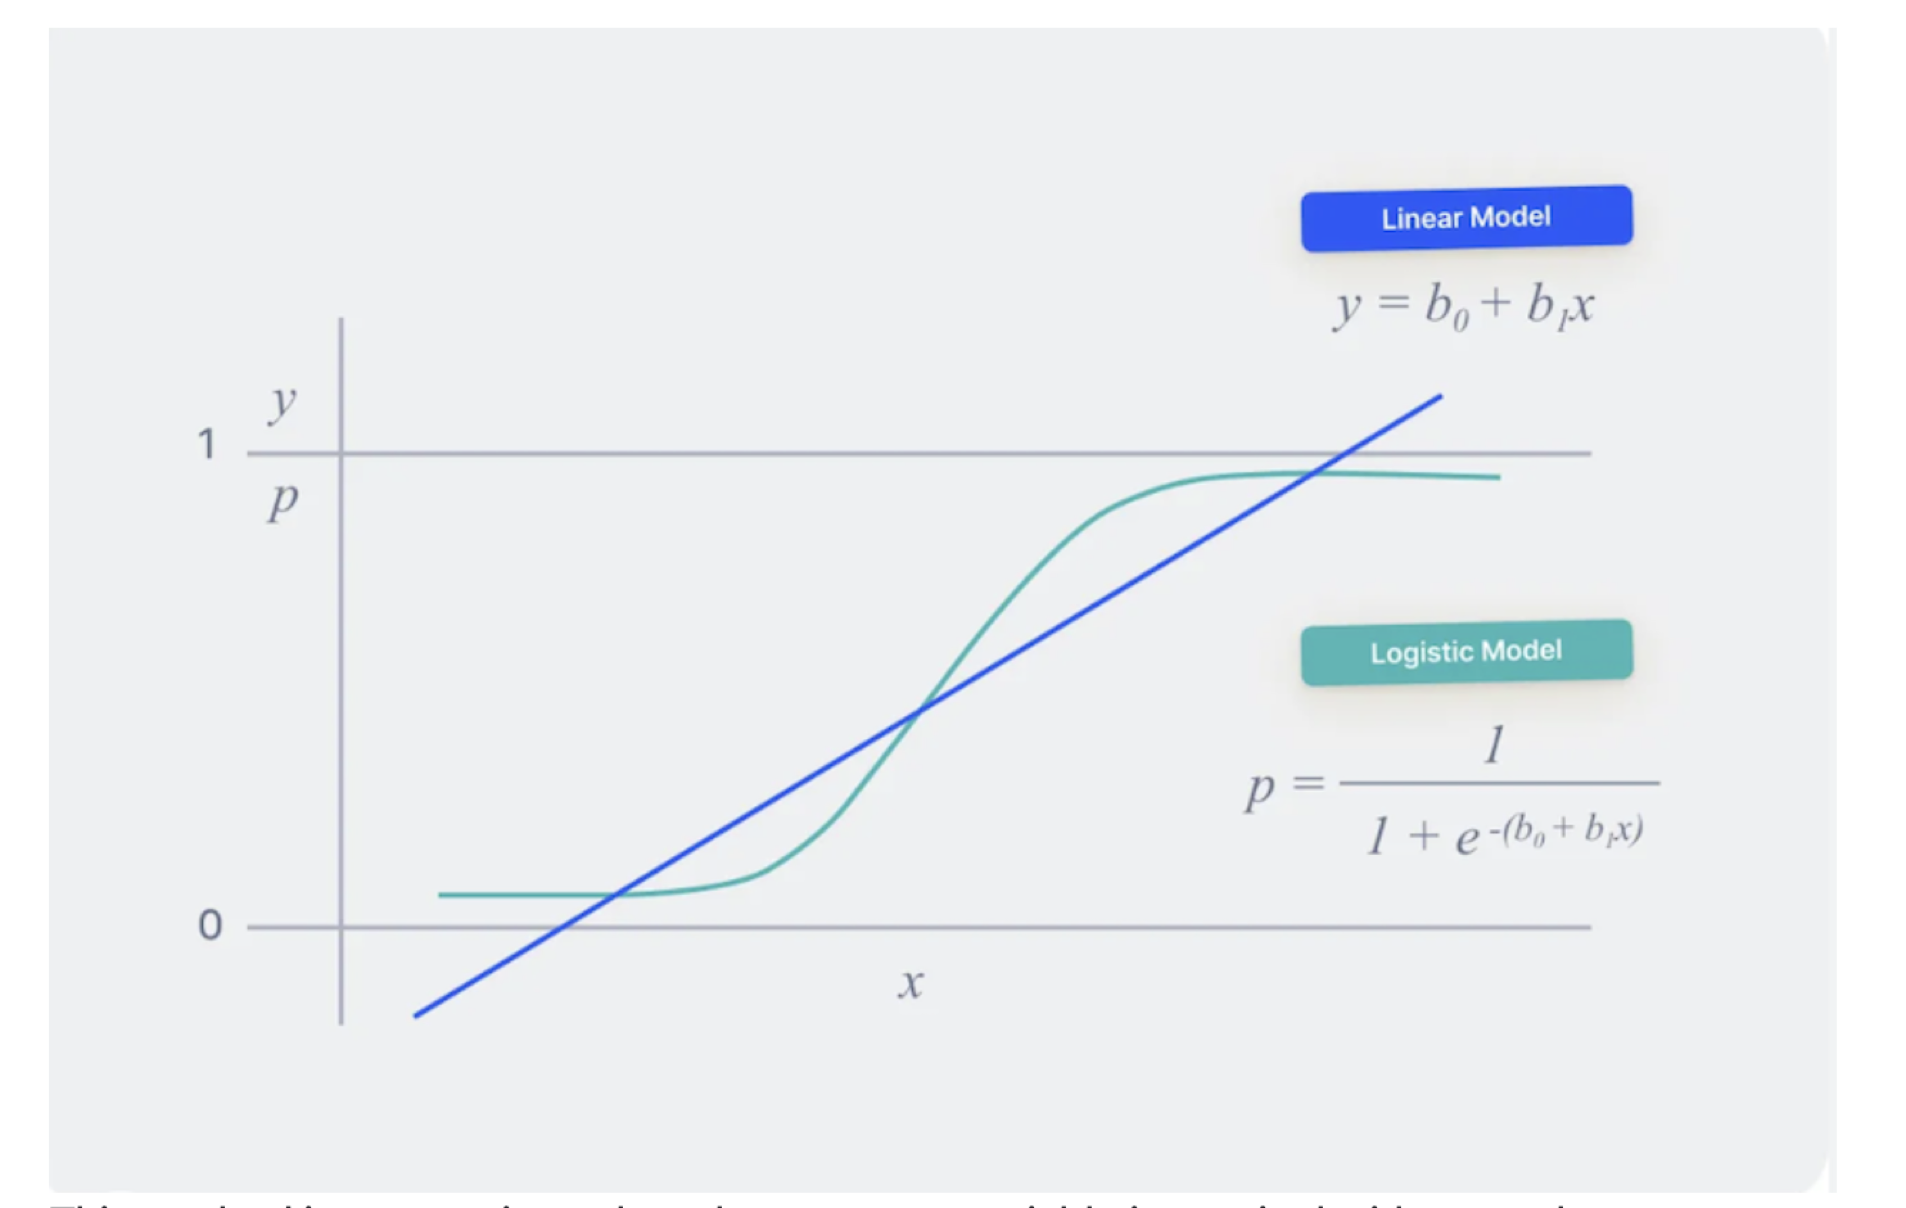 Linear Model
y = b₀ + b₁x
y
1
p
Logistic Model
p = 1 / 1 + e^-(b₀ + b₁x)
0
x